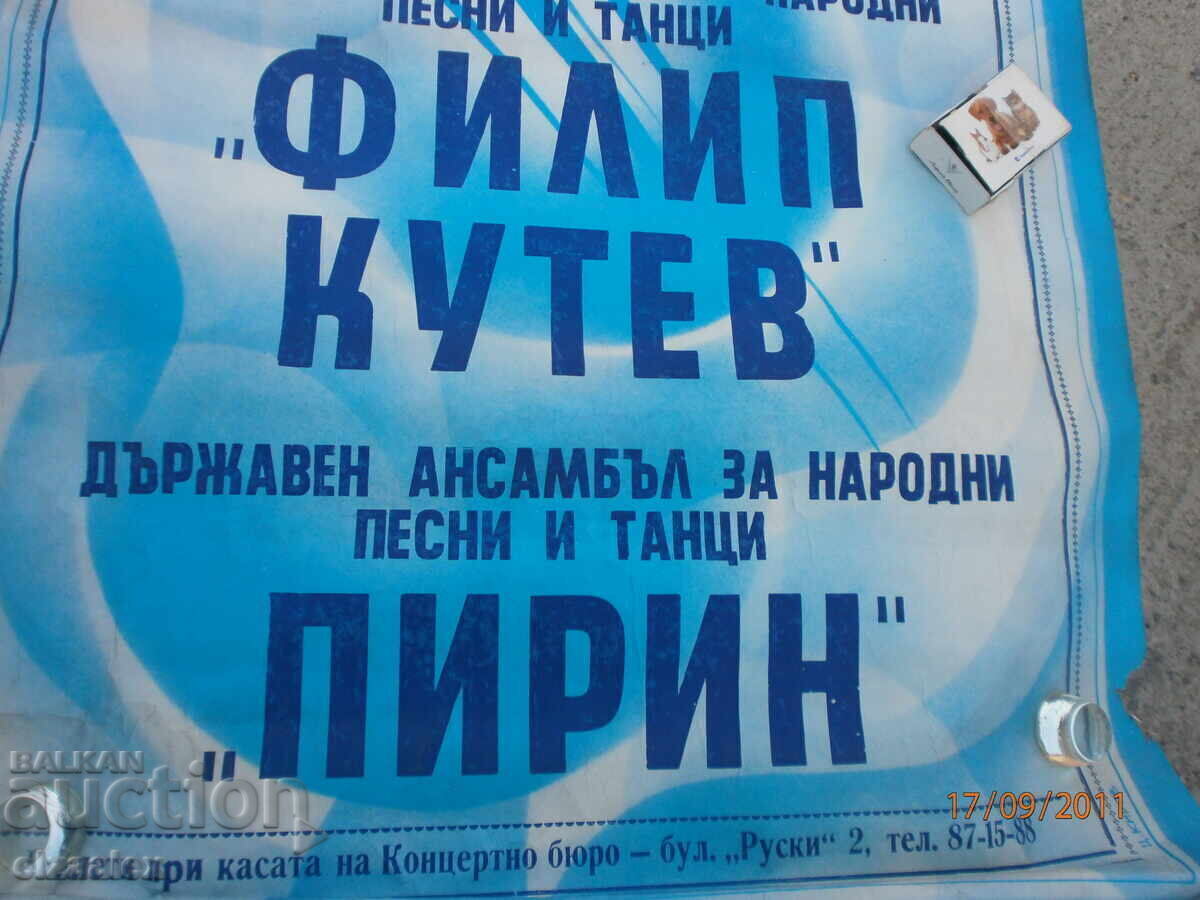 НАРОДНИ
ПЕСНИ И ТАНЦИ
„ФИЛИП
КУТЕВ"
ДЪРЖАВЕН АНСАМБЪЛ ЗА НАРОДНИ
ПЕСНИ И ТАНЦИ
„ПИРИН"
при касата на Концертно бюро – бул. „Руски" 2, тел. 87-15-88
BALKAN
auction
17/09/2011